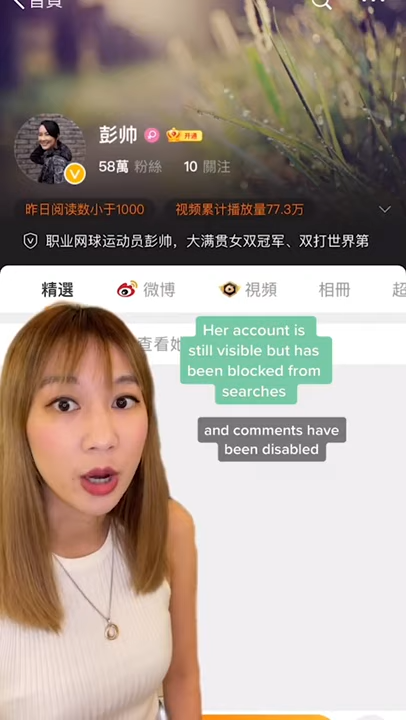 首頁
彭帅
开通
58萬 粉絲 10 關注
昨日阅读数小于1000 视频累计播放量77.3万
职业网球运动员彭帅，大满贯女双冠军、双打世界第
精選 微博 視頻 相冊 超
查看她
Her account is
still visible but has
been blocked from
searches
and comments have
been disabled